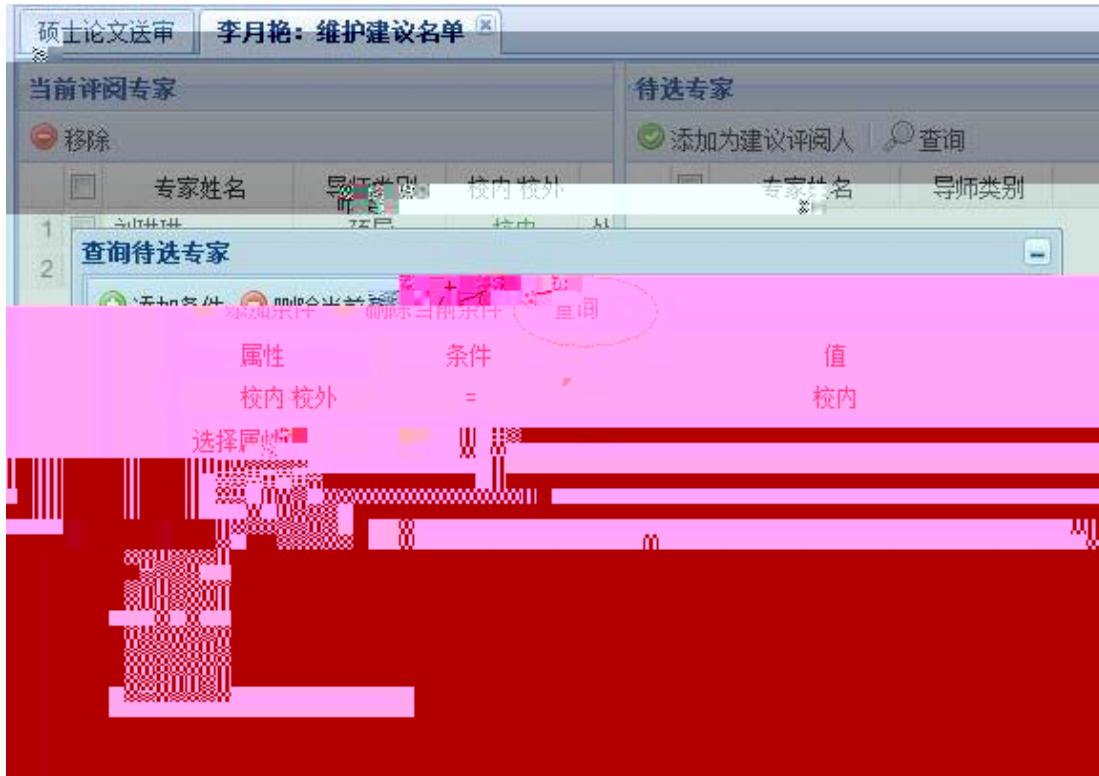 硕士论文送审 李月艳：维护建议名单
当前评阅专家 待选专家
移除 添加为建议评阅人 查询
专家姓名 导师类别 校内 校外 专家姓名 导师类别
1
2 查询待选专家
添加条件 删除当前条件 查询
属性 条件 值
校内 校外 = 校内
选择属性